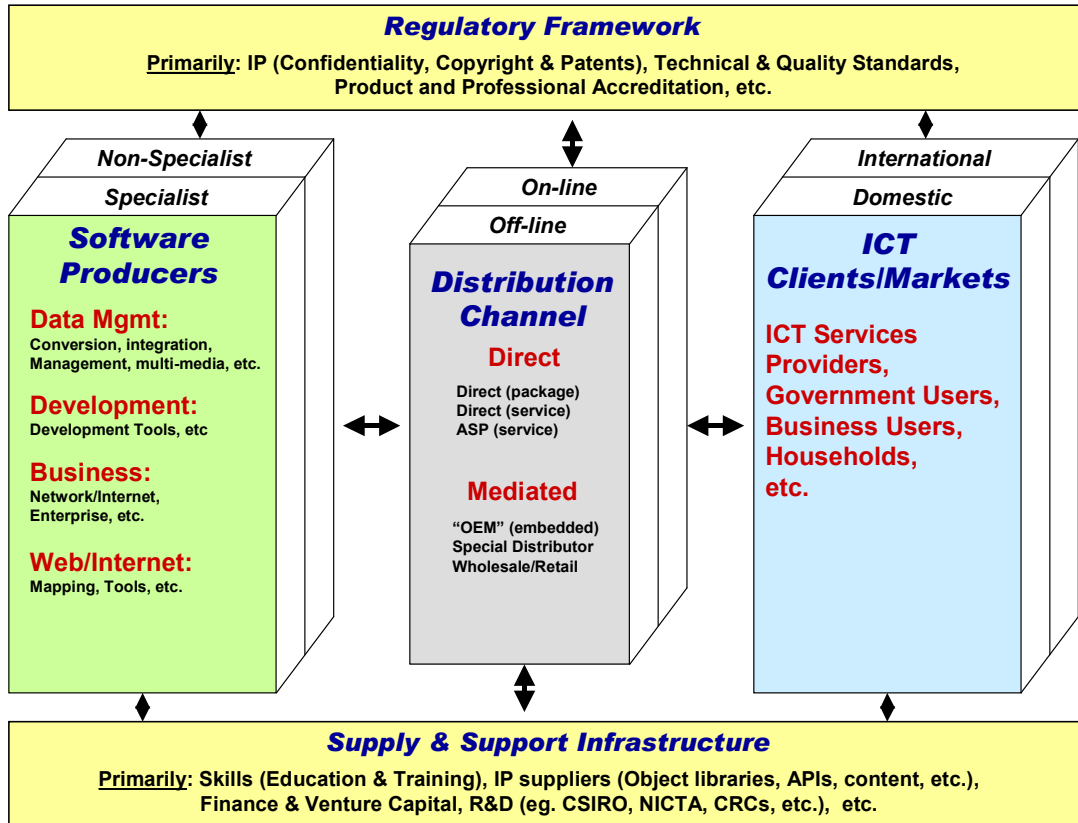 Regulatory Framework
Primarily: IP (Confidentiality, Copyright & Patents), Technical & Quality Standards,
Product and Professional Accreditation, etc.
Non-Specialist
Specialist
Software
Producers
Data Mgmt:
Conversion, integration,
Management, multi-media, etc.
Development:
Development Tools, etc
Business:
Network/Internet,
Enterprise, etc.
Web/Internet:
Mapping, Tools, etc.
On-line
Off-line
Distribution
Channel
Direct
Direct (package)
Direct (service)
ASP (service)
Mediated
“OEM” (embedded)
Special Distributor
Wholesale/Retail
International
Domestic
ICT
Clients/Markets
ICT Services
Providers,
Government Users,
Business Users,
Households,
etc.
Supply & Support Infrastructure
Primarily: Skills (Education & Training), IP suppliers (Object libraries, APIs, content, etc.),
Finance & Venture Capital, R&D (eg. CSIRO, NICTA, CRCs, etc.), etc.